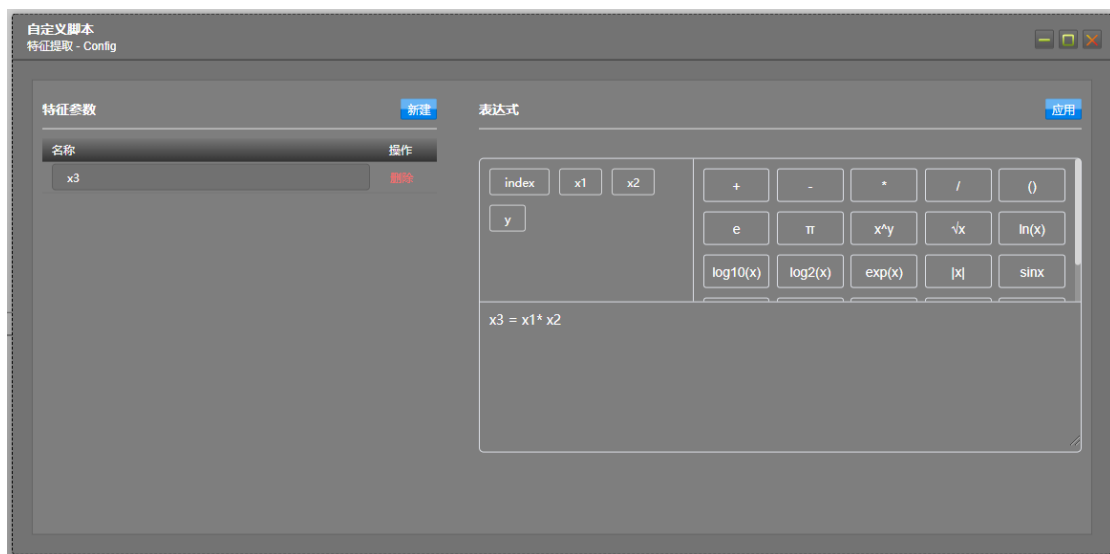 自定义脚本
特征提取 - Config
特征参数
新建
名称
操作
x3
删除
表达式
应用
index x1 x2
y
+ - * / ()
e π x^y √x ln(x)
log10(x) log2(x) exp(x) |x| sinx
x3 = x1* x2